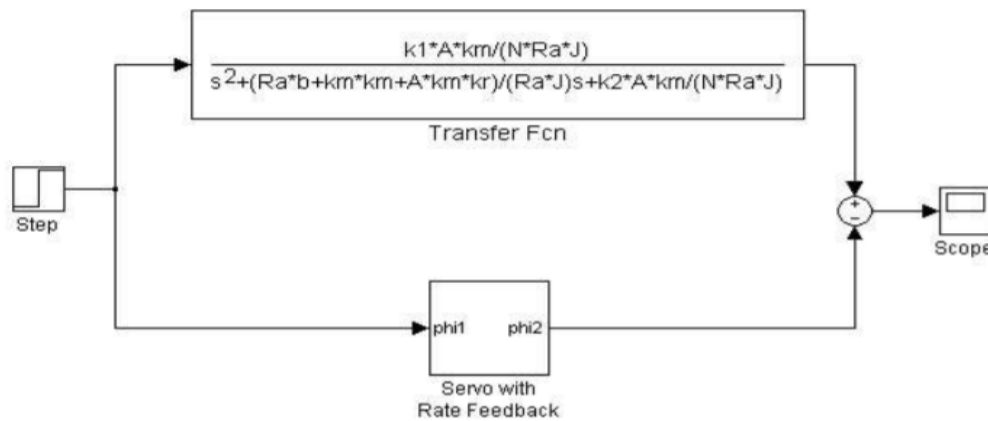 k1*A*km/(N*Ra*J)
s^2+(Ra*b+km*km+A*km*kr)/(Ra*J)s+k2*A*km/(N*Ra*J)
Transfer Fcn
Step
+
−
Scope
phi1
phi2
Servo with
Rate Feedback